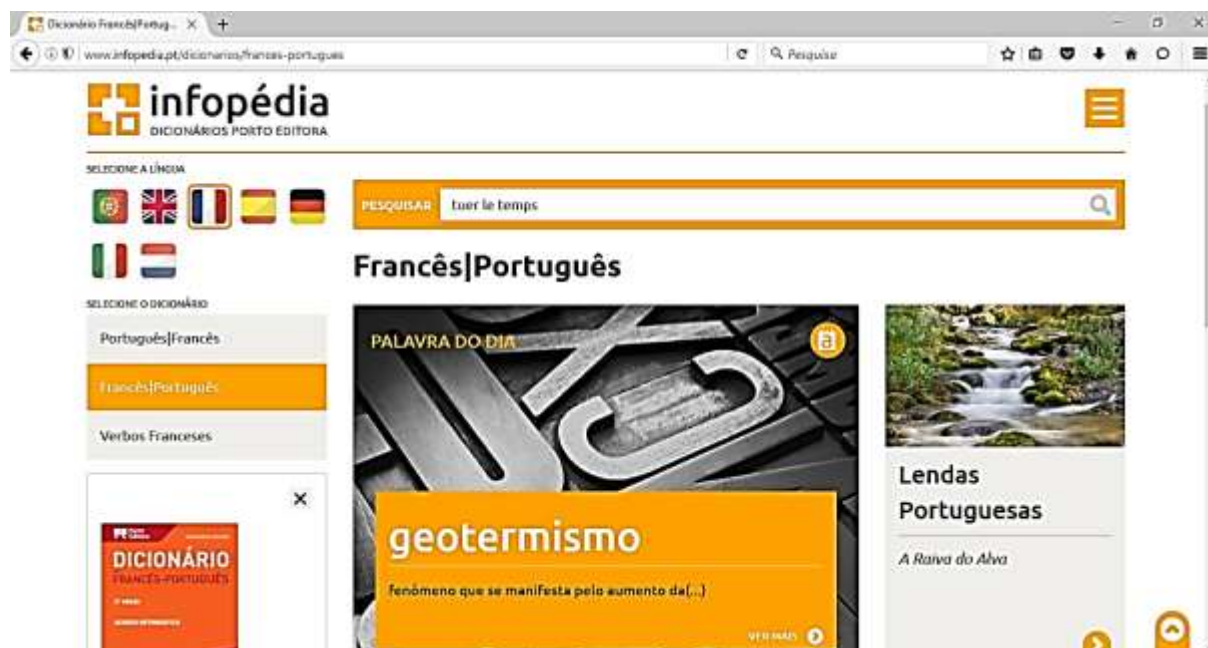 Dicionário Francês|Portug...
www.infopedia.pt/dicionarios/frances-portugues
Pesquisa
infopédia
DICIONÁRIOS PORTO EDITORA
SELECIONE A LÍNGUA
PESQUISAR
tuer le temps
Francês|Português
SELECIONE O DICIONÁRIO
Português|Francês
Francês|Português
Verbos Franceses
PALAVRA DO DIA
a
geotermismo
fenómeno que se manifesta pelo aumento da(...)
VER MAIS
Lendas
Portuguesas
A Raiva do Alva
DICIONÁRIO
FRANCÊS-PORTUGUÊS